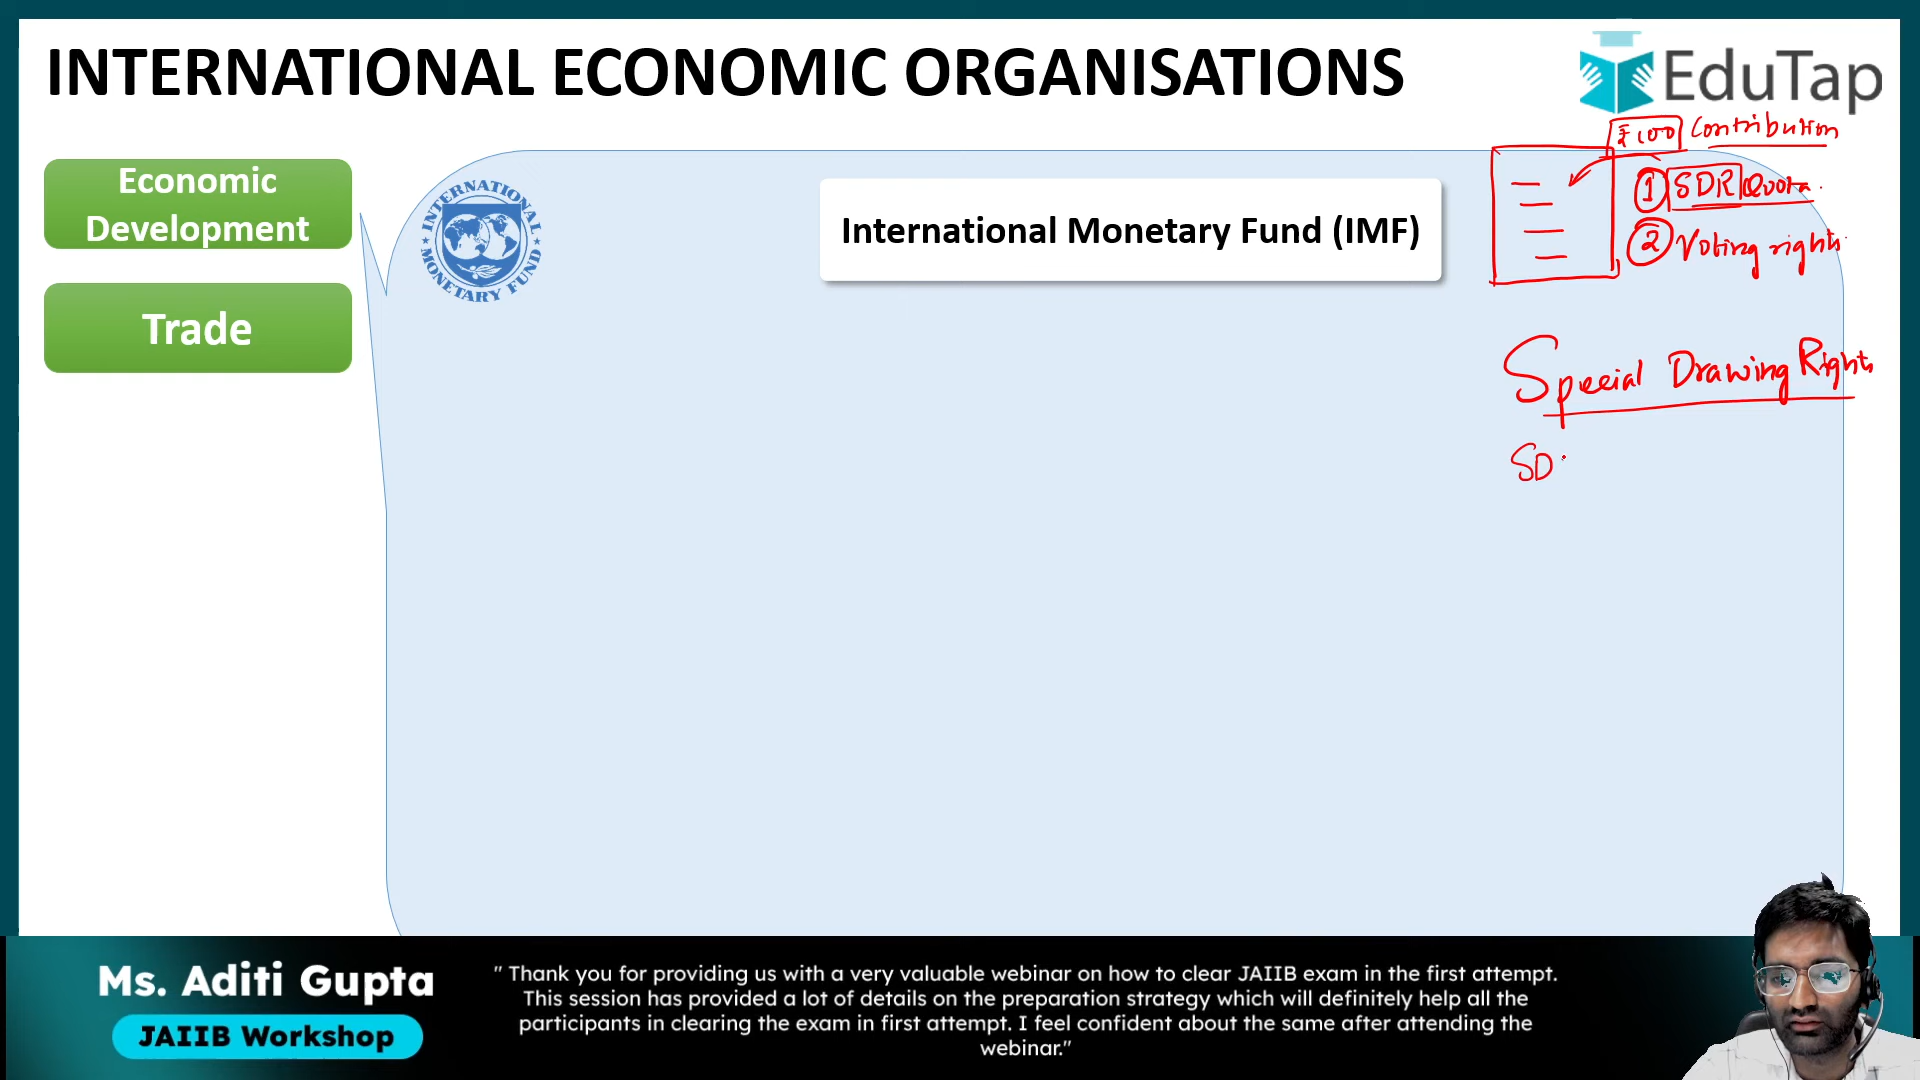 INTERNATIONAL ECONOMIC ORGANISATIONS
EduTap
₹100 Contribution
Economic
Development
Trade
INTERNATIONAL MONETARY FUND
International Monetary Fund (IMF)
1 SDR Quota
2 Voting rights
Special Drawing Rights
SD
Ms. Aditi Gupta
JAIIB Workshop
" Thank you for providing us with a very valuable webinar on how to clear JAIIB exam in the first attempt.
This session has provided a lot of details on the preparation strategy which will definitely help all the
participants in clearing the exam in first attempt. I feel confident about the same after attending the
webinar."